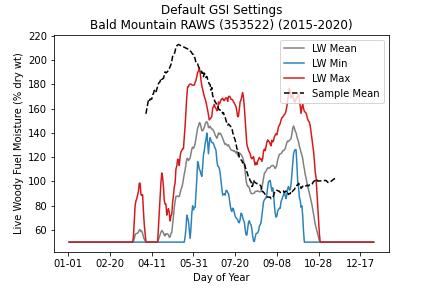 Default GSI Settings
Bald Mountain RAWS (353522) (2015-2020)
Live Woody Fuel Moisture (% dry wt)
220
200
180
160
140
120
100
80
60
LW Mean
LW Min
LW Max
Sample Mean
01-01 02-20 04-11 05-31 07-20 09-08 10-28 12-17
Day of Year